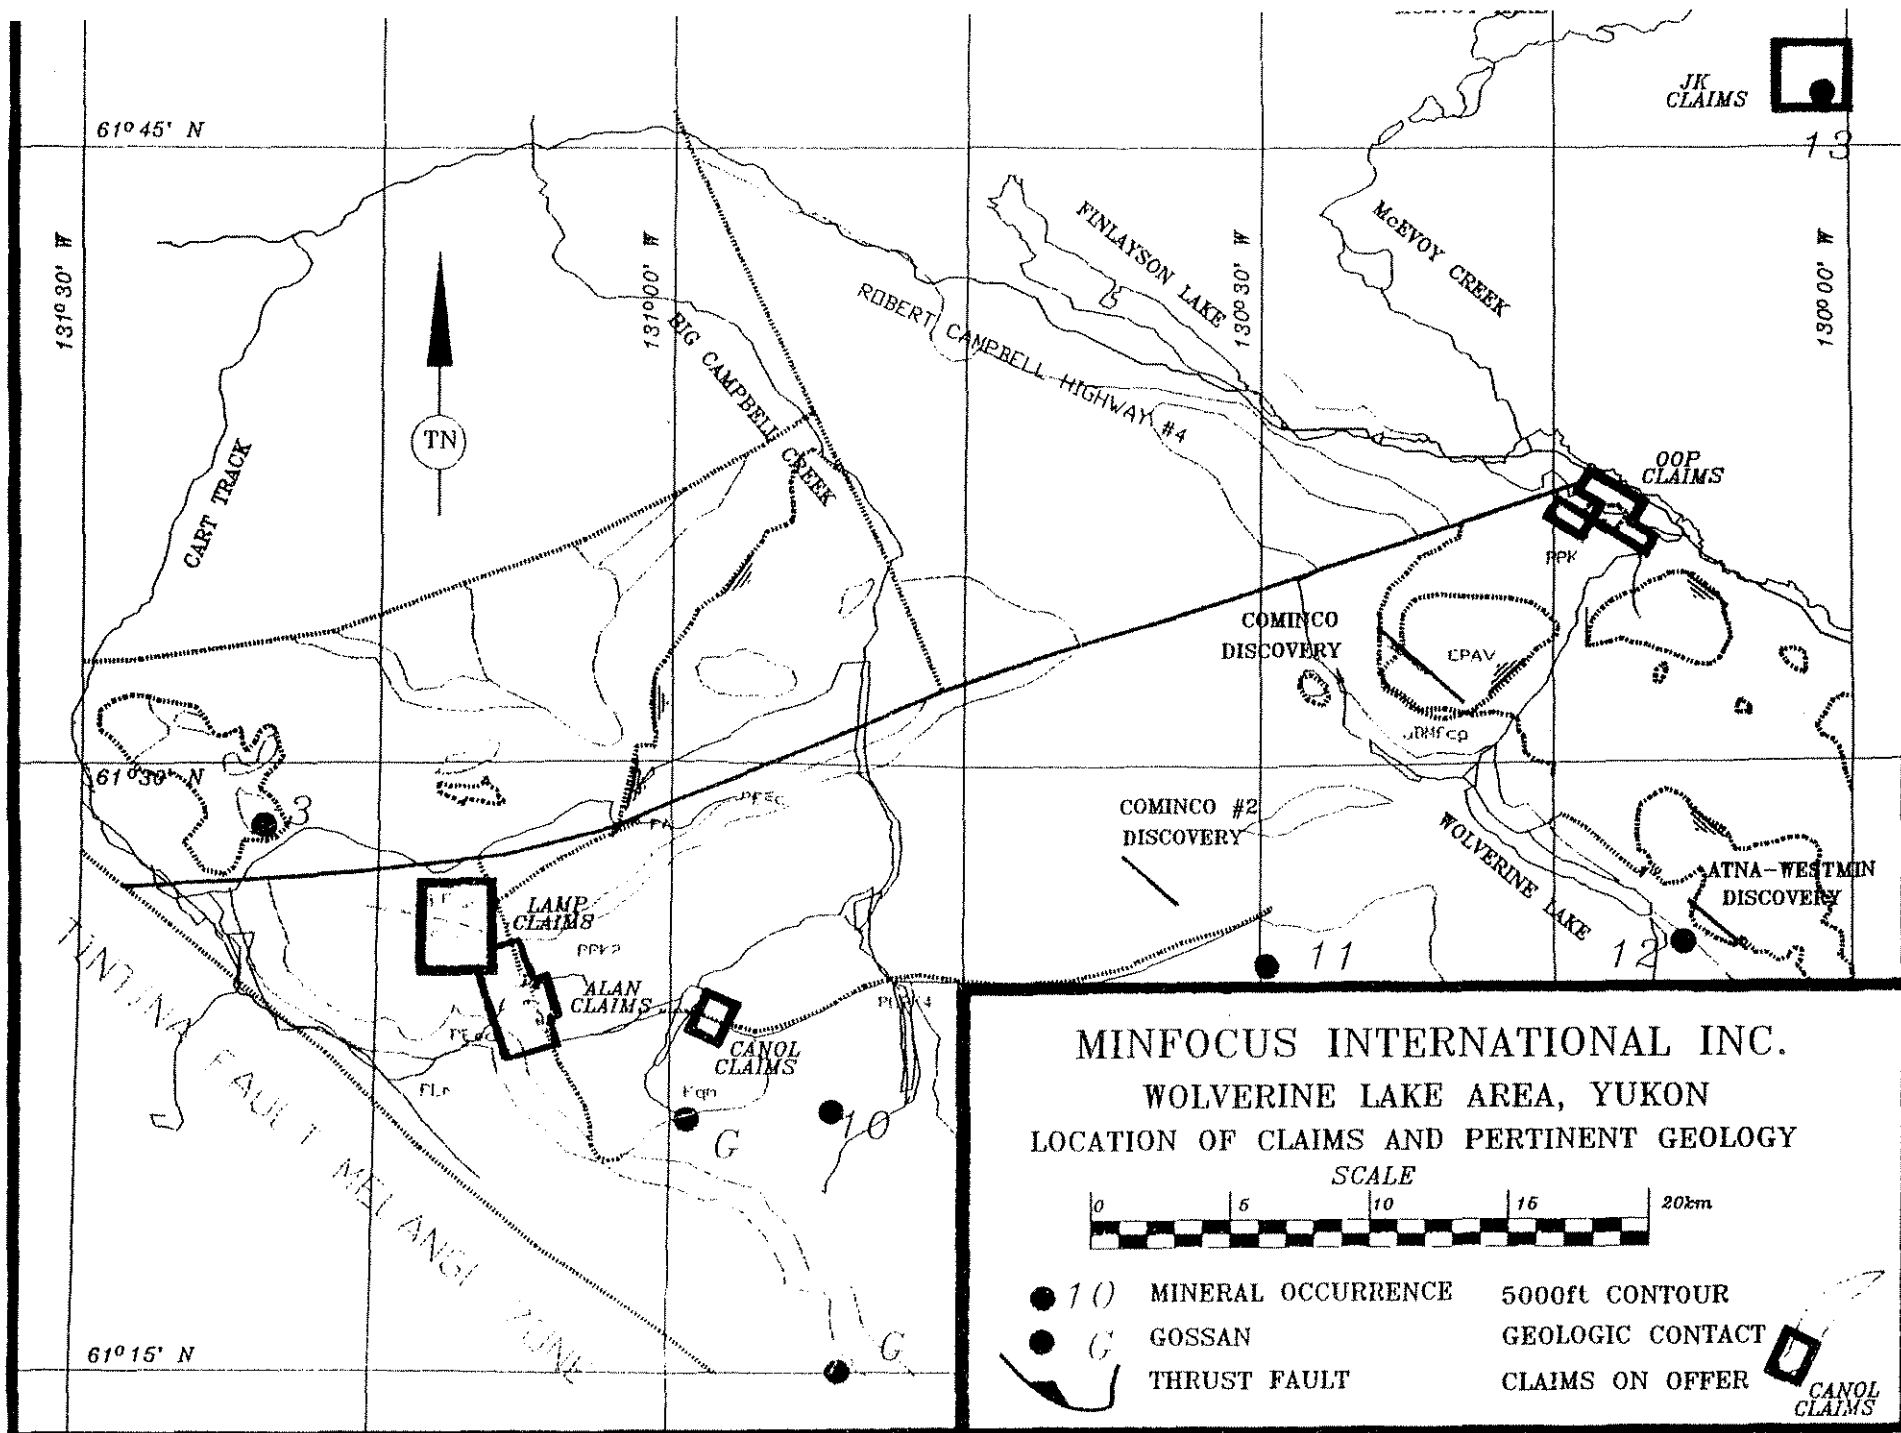 JK
CLAIMS
13
61° 45' N
131° 30' W
131° 00' W
130° 30' W
130° 00' W
FINLAYSON LAKE
McEVOY CREEK
ROBERT CAMPBELL HIGHWAY #4
BIG CAMPBELL
CREEK
TN
CART TRACK
OOP
CLAIMS
PPK
COMINCO
DISCOVERY
CPAV
61° 30' N
3
COMINCO #2
DISCOVERY
WOLVERINE LAKE
ATNA-WESTMIN
DISCOVERY
LAMP
CLAIMS
11
12
ALAN
CLAIMS
CANOL
CLAIMS
G
10
TINTINA FAULT
G
61° 15' N
MINFOCUS INTERNATIONAL INC.
WOLVERINE LAKE AREA, YUKON
LOCATION OF CLAIMS AND PERTINENT GEOLOGY
SCALE
0 5 10 15 20km
10 MINERAL OCCURRENCE 5000ft CONTOUR
G GOSSAN GEOLOGIC CONTACT
THRUST FAULT CLAIMS ON OFFER
CANOL
CLAIMS